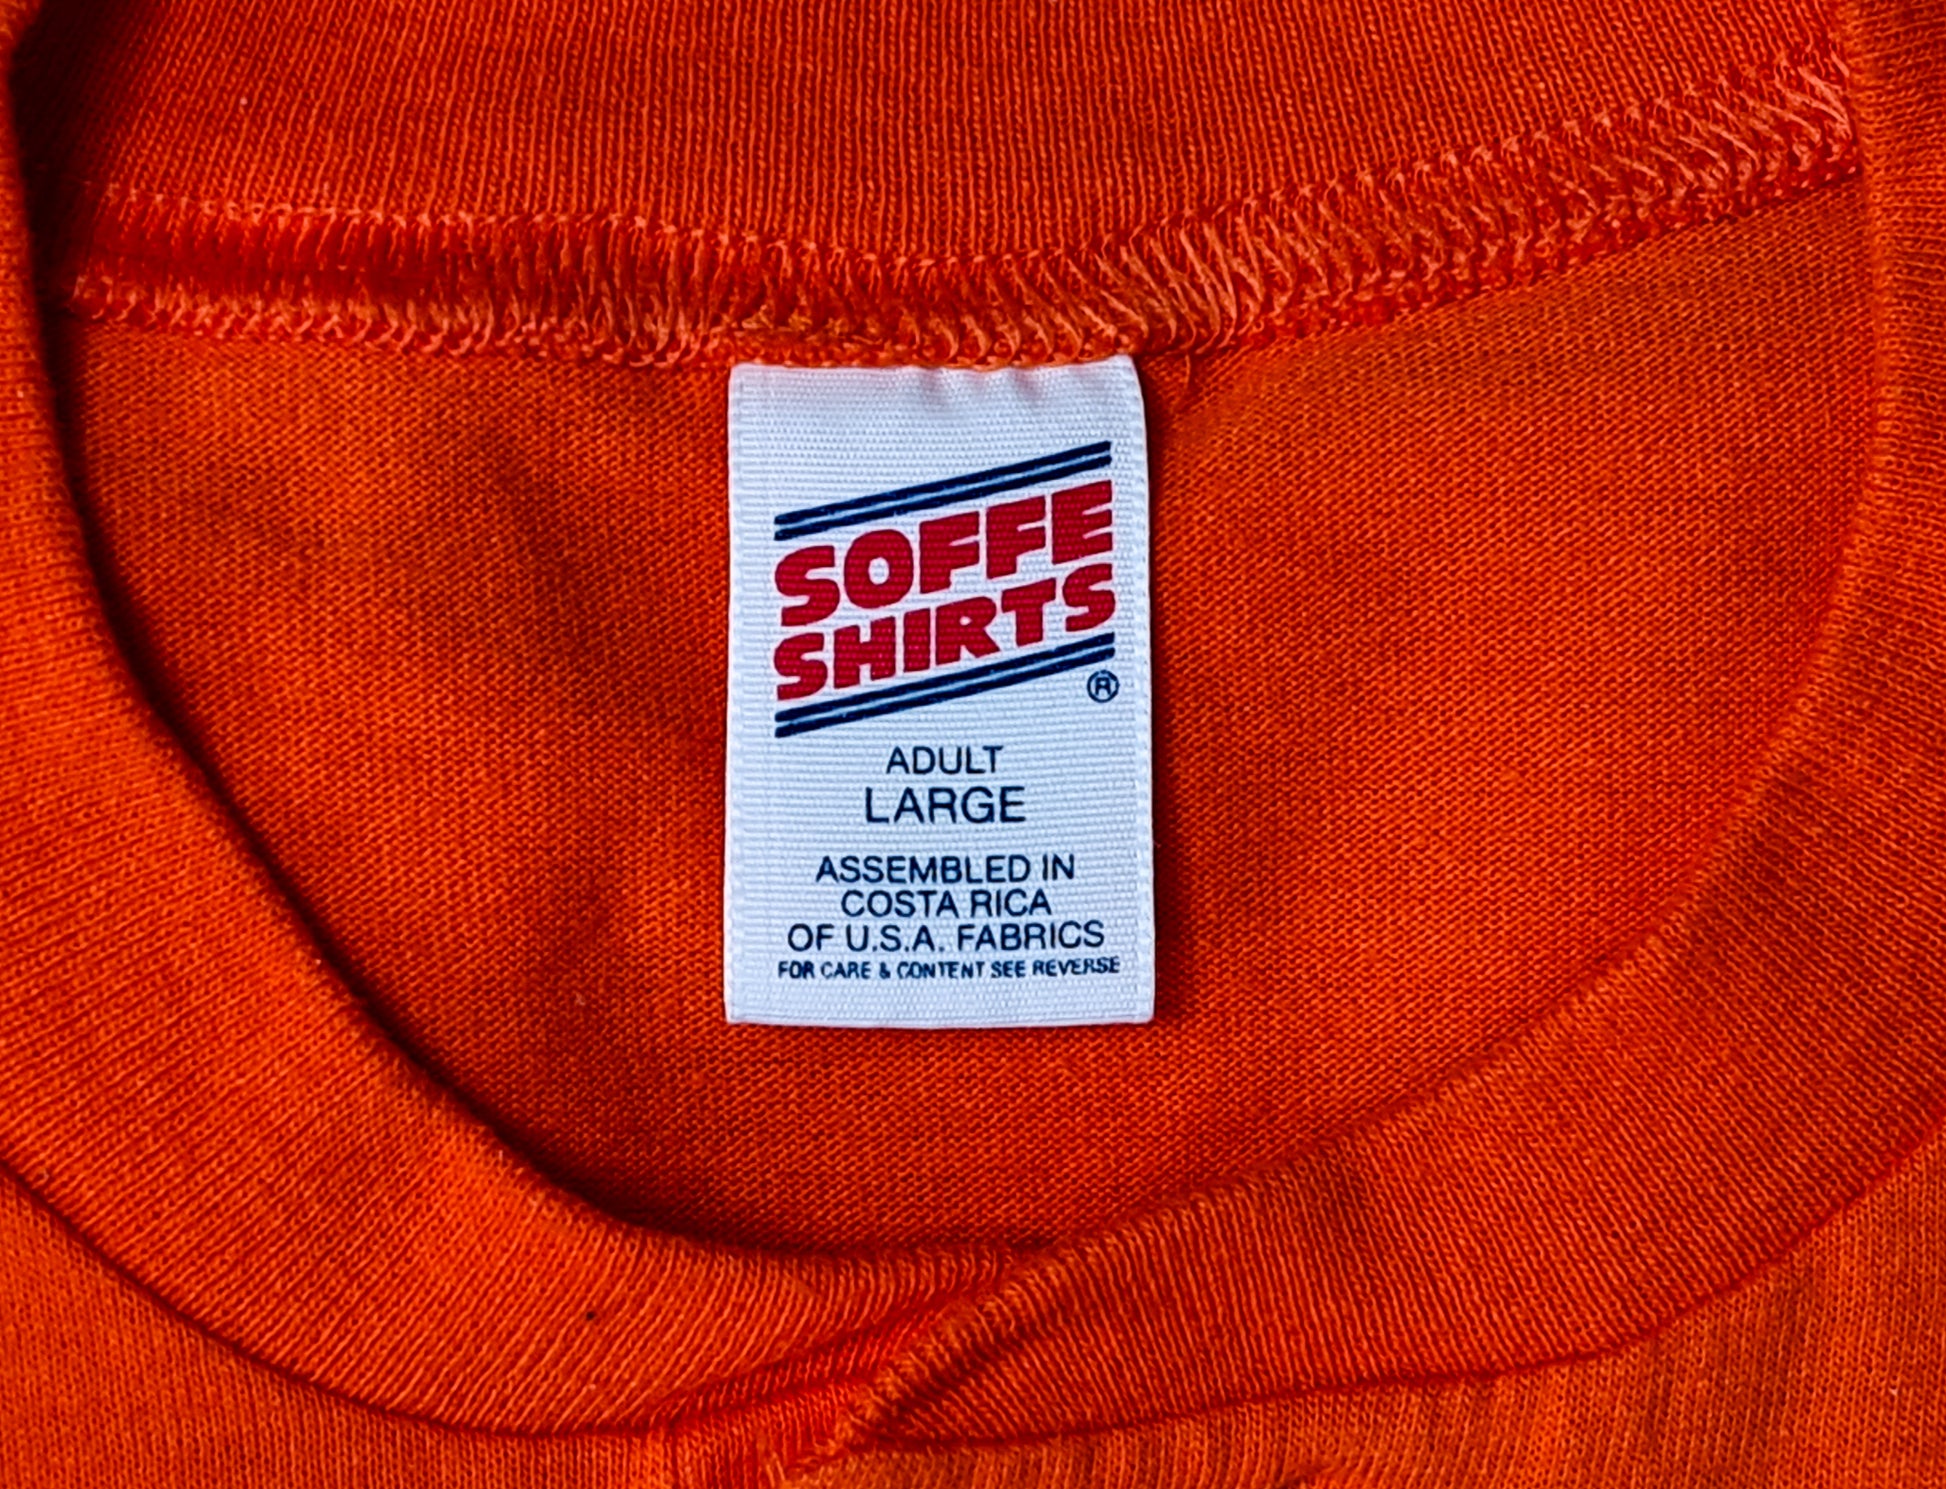 SOFFE
SHIRTS
®
ADULT
LARGE
ASSEMBLED IN
COSTA RICA
OF U.S.A. FABRICS
FOR CARE & CONTENT SEE REVERSE